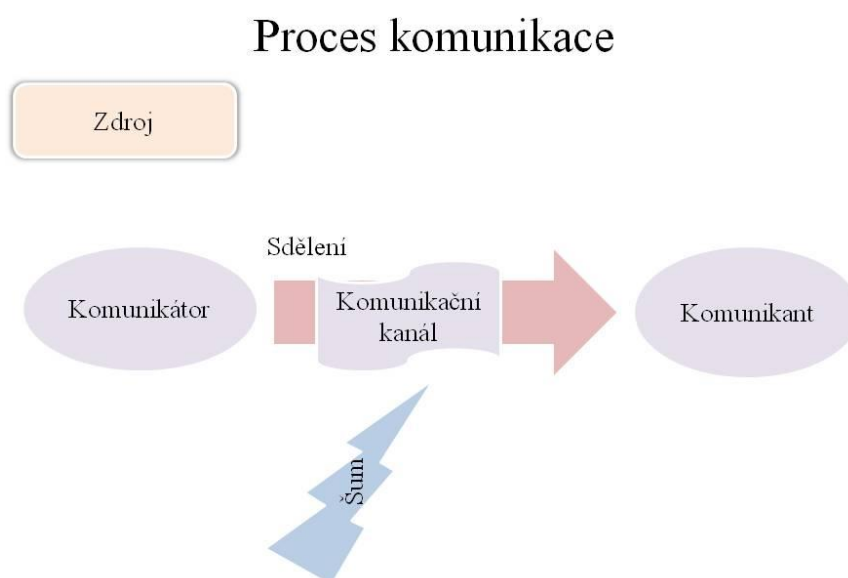 Proces komunikace
Zdroj
Sdělení
Komunikátor
Komunikační
kanál
Komunikant
Šum